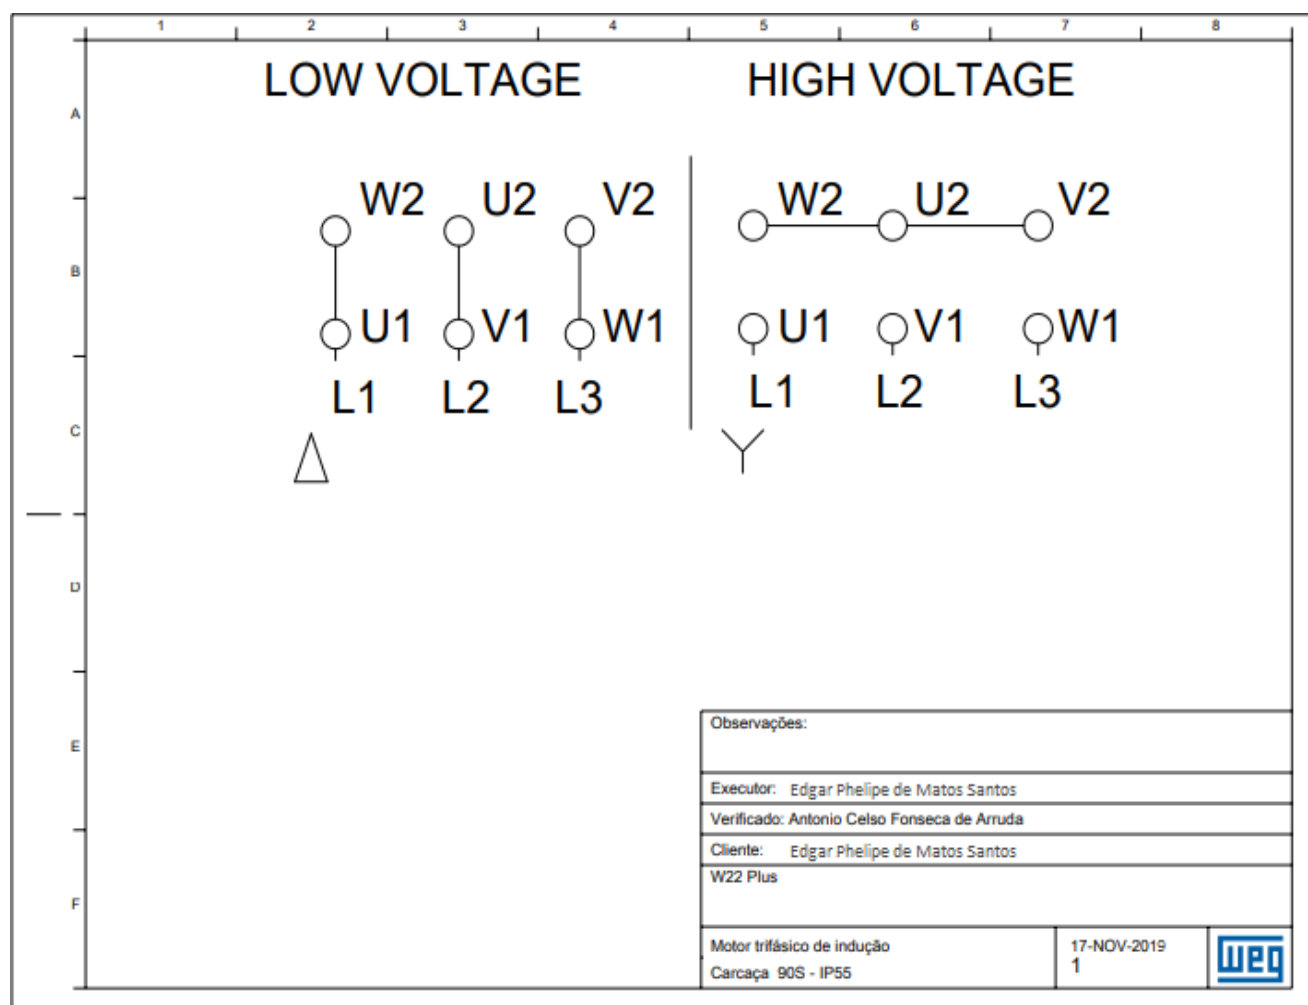 1 2 3 4 5 6 7 8
LOW VOLTAGE HIGH VOLTAGE
A
W2 U2 V2 W2 U2 V2
B
U1 V1 W1 U1 V1 W1
L1 L2 L3 L1 L2 L3
C
D
Observações:
E
Executor: Edgar Phelipe de Matos Santos
Verificado: Antonio Celso Fonseca de Arruda
Cliente: Edgar Phelipe de Matos Santos
W22 Plus
F
Motor trifásico de indução 17-NOV-2019
Carcaça 90S - IP55 1
weg